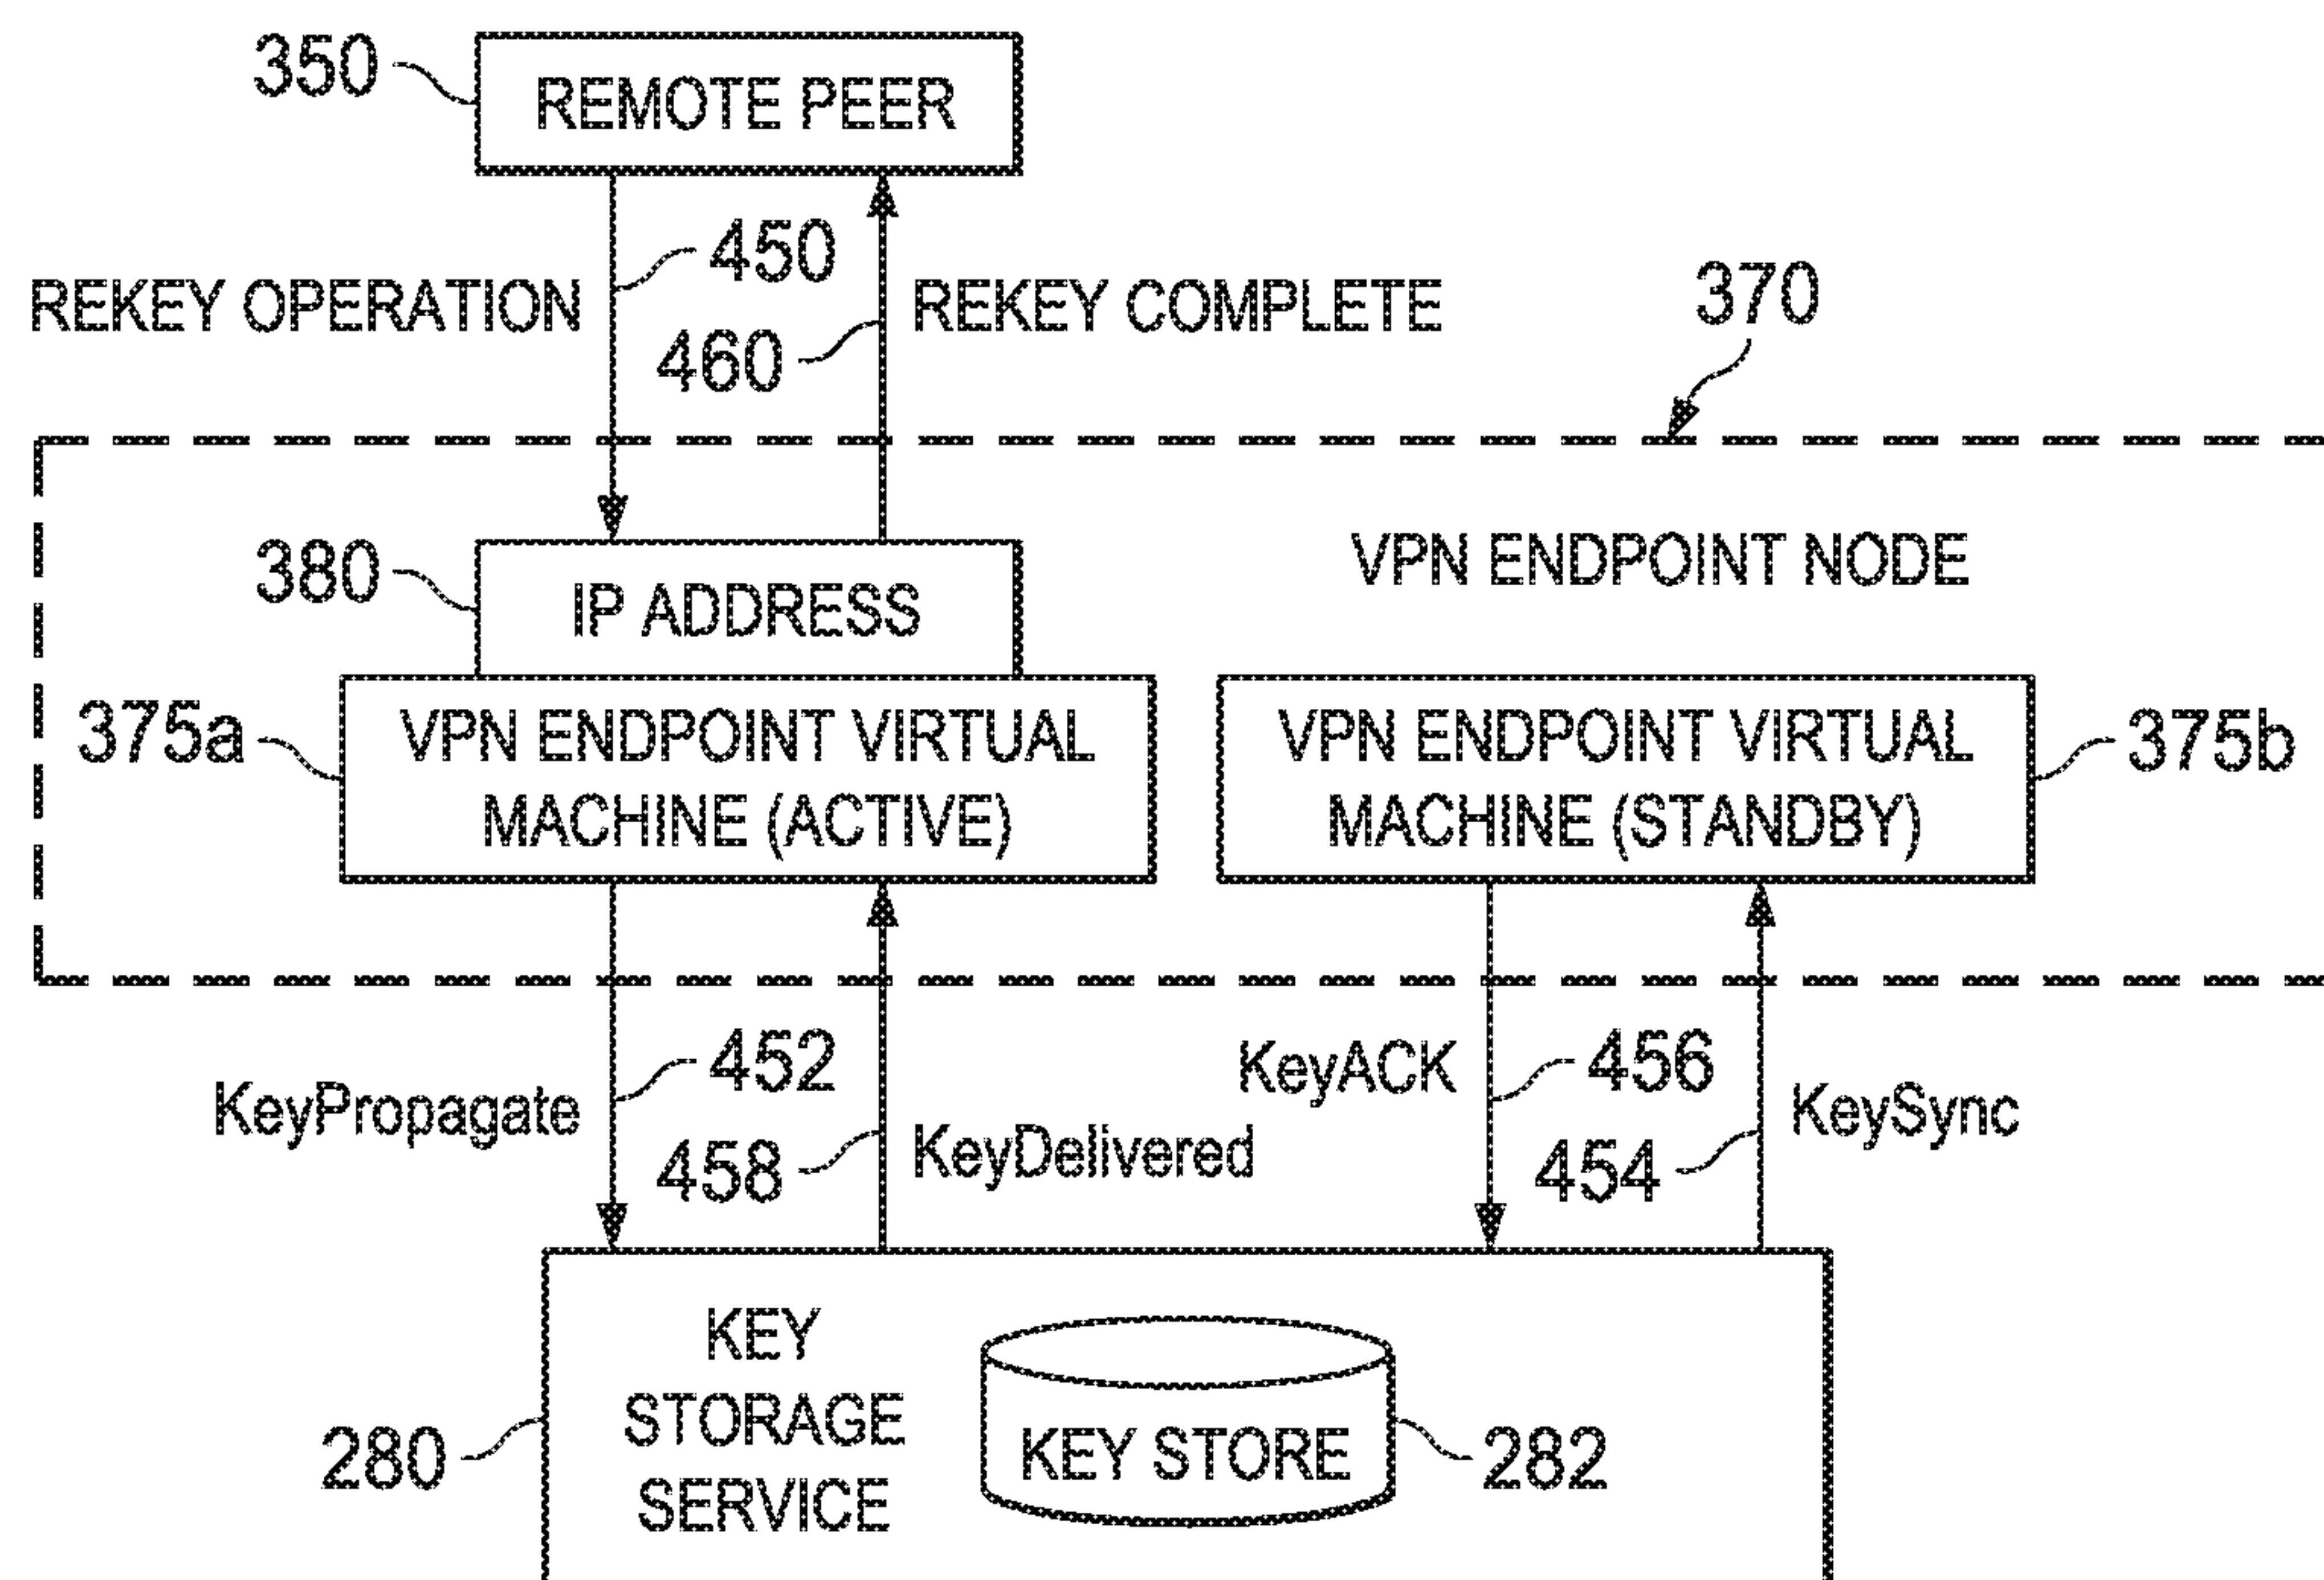 350
REMOTE PEER
450
REKEY OPERATION
REKEY COMPLETE
460
370
380
IP ADDRESS
VPN ENDPOINT NODE
375a
VPN ENDPOINT VIRTUAL
MACHINE (ACTIVE)
VPN ENDPOINT VIRTUAL
MACHINE (STANDBY)
375b
452
KeyPropagate
458
KeyDelivered
KeyACK
456
454
KeySync
280
KEY
STORAGE
SERVICE
KEY STORE
282